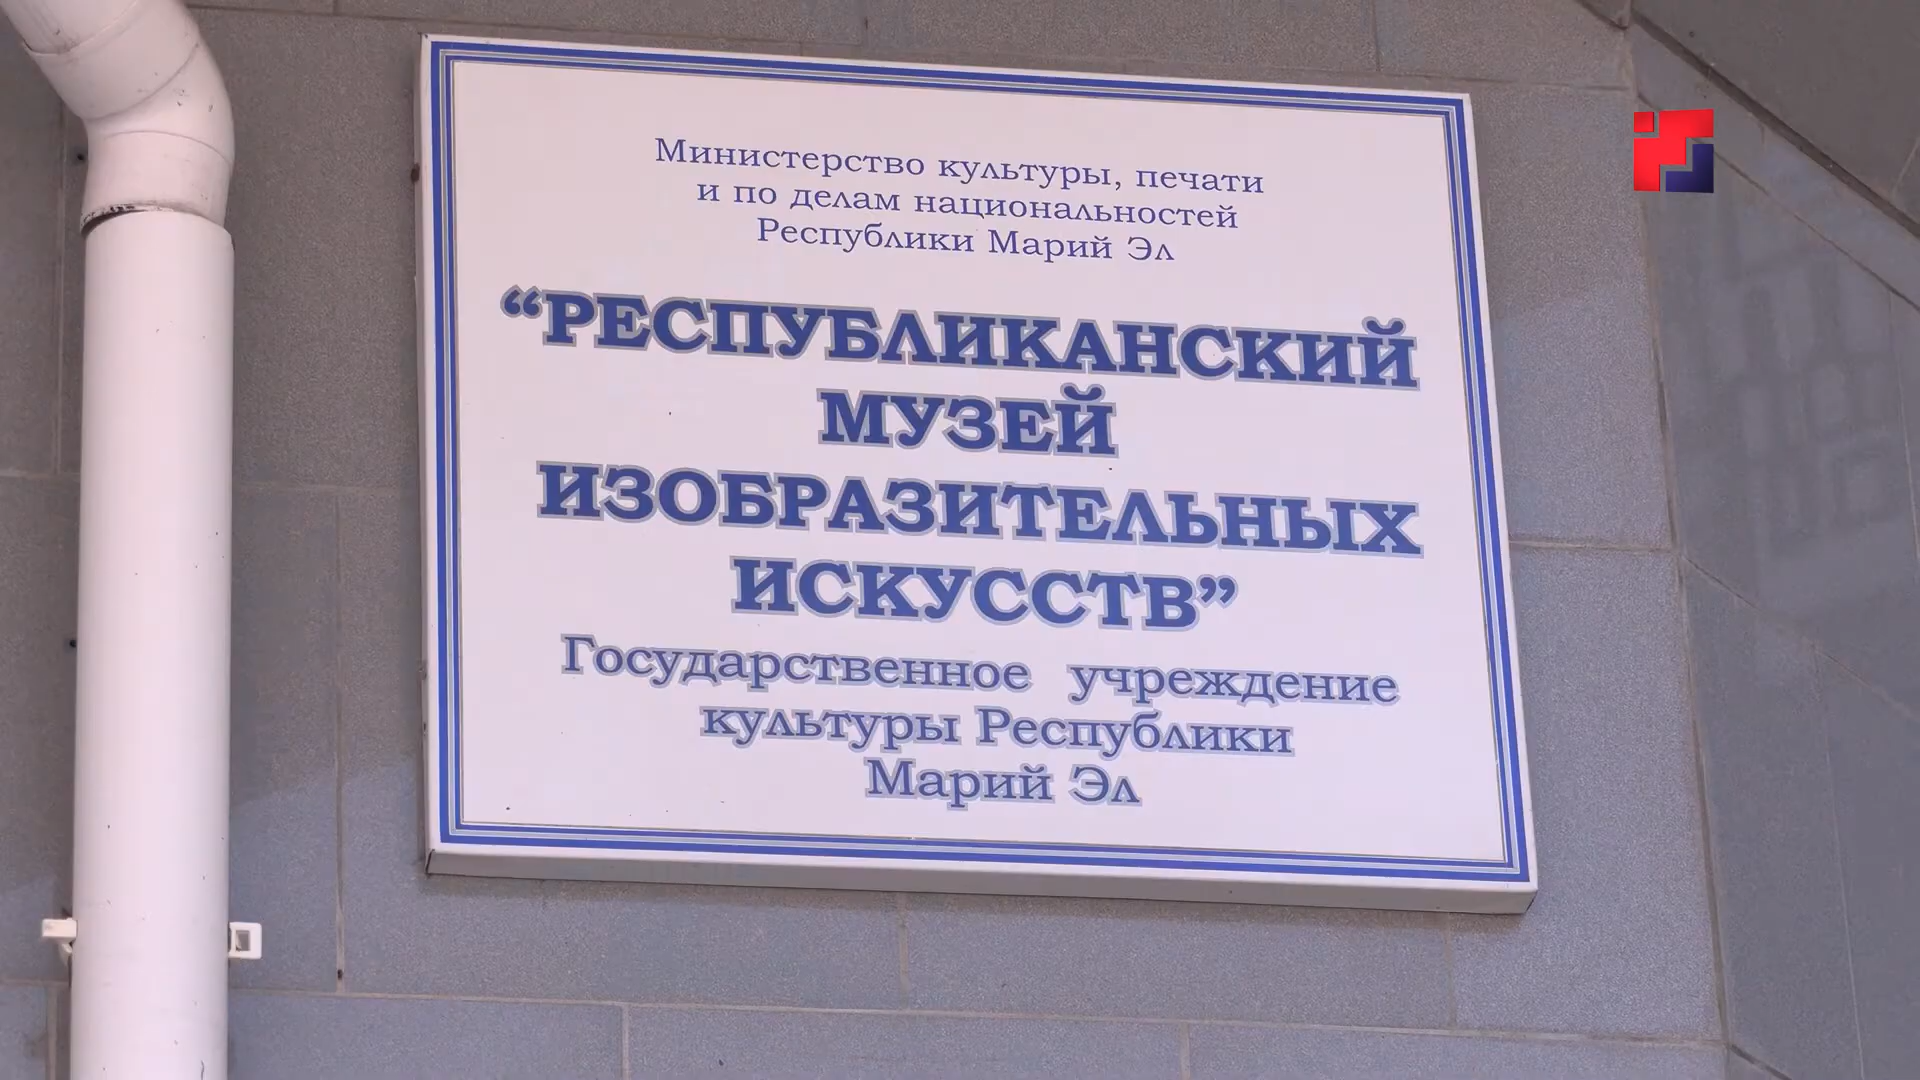 Министерство культуры, печати
и по делам национальностей
Республики Марий Эл
“РЕСПУБЛИКАНСКИЙ
МУЗЕЙ
ИЗОБРАЗИТЕЛЬНЫХ
ИСКУССТВ”
Государственное учреждение
культуры Республики
Марий Эл